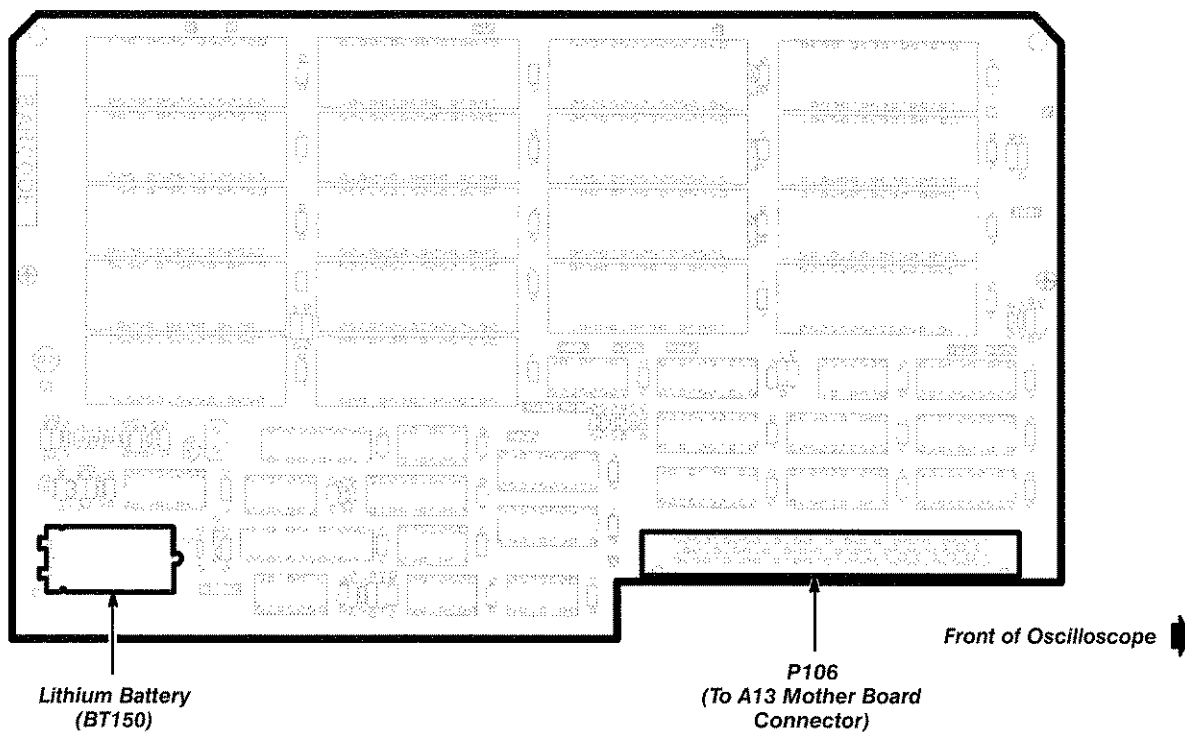 Front of Oscilloscope
Lithium Battery
(BT150)
P106
(To A13 Mother Board
Connector)